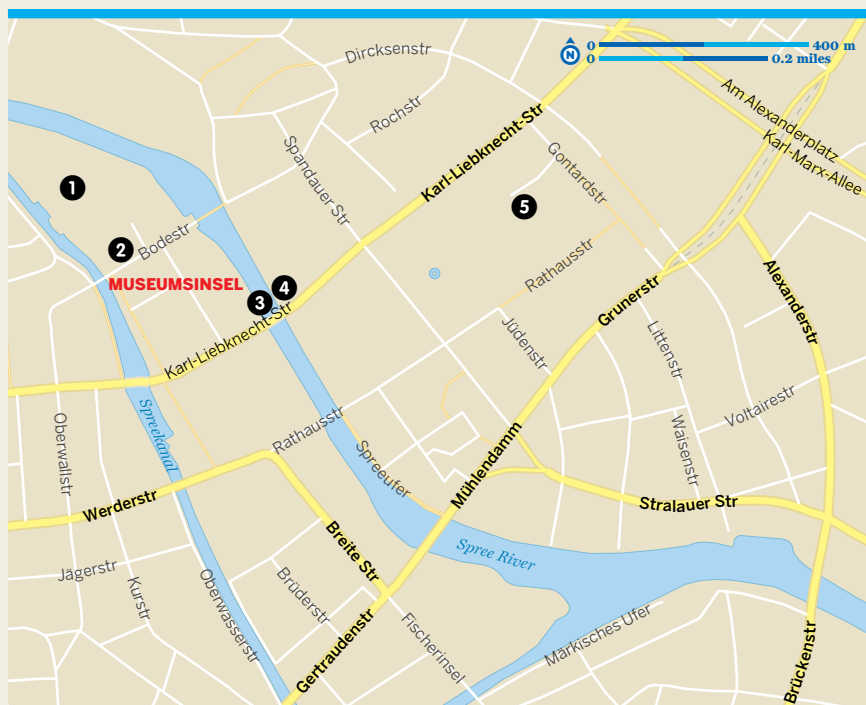 Dircksenstr
N
0 400 m
0 0.2 miles
Am Alexanderplatz
Karl-Marx-Allee
Rochstr
Karl-Liebknecht-Str
Spandauer Str
Gontardstr
1
5
2
Bodestr
MUSEUMSINSEL
3
4
Rathausstr
Grunerstr
Alexanderstr
Karl-Liebknecht-Str
Jüdenstr
Littenstr
Voltairestr
Waisenstr
Oberwallstr
Spreekanal
Rathausstr
Spreeufer
Mühlendamm
Stralauer Str
Werderstr
Breite Str
Spree River
Jägerstr
Kurstr
Oberwasserstr
Brüderstr
Gertraudenstr
Fischerinsel
Märkisches Ufer
Brückenstr